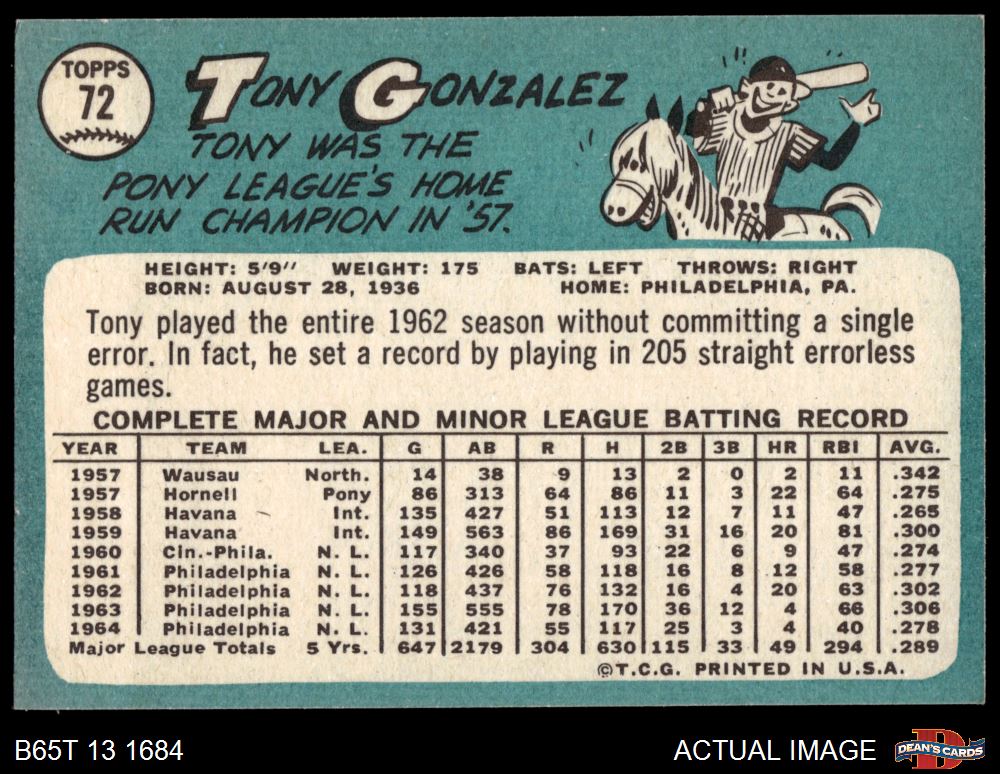 TOPPS
72
TONY GONZALEZ
TONY WAS THE
PONY LEAGUE'S HOME
RUN CHAMPION IN '57.
HEIGHT: 5'9" WEIGHT: 175 BATS: LEFT THROWS: RIGHT
BORN: AUGUST 28, 1936 HOME: PHILADELPHIA, PA.
Tony played the entire 1962 season without committing a single
error. In fact, he set a record by playing in 205 straight errorless
games.
COMPLETE MAJOR AND MINOR LEAGUE BATTING RECORD
YEAR TEAM LEA. G AB R H 2B 3B HR RBI AVG.
1957 Wausau North. 14 38 9 13 2 0 2 11 .342
1957 Hornell Pony 86 313 64 86 11 3 22 64 .275
1958 Havana Int. 135 427 51 113 12 7 11 47 .265
1959 Havana Int. 149 563 86 169 31 16 20 81 .300
1960 Cin.-Phila. N. L. 117 340 37 93 22 6 9 47 .274
1961 Philadelphia N. L. 126 426 58 118 16 8 12 58 .277
1962 Philadelphia N. L. 118 437 76 132 16 4 20 63 .302
1963 Philadelphia N. L. 155 555 78 170 36 12 4 66 .306
1964 Philadelphia N. L. 131 421 55 117 25 3 4 40 .278
Major League Totals 5 Yrs. 647 2179 304 630 115 33 49 294 .289
©T.C.G. PRINTED IN U.S.A.
B65T 13 1684
ACTUAL IMAGE
DEAN'S CARDS